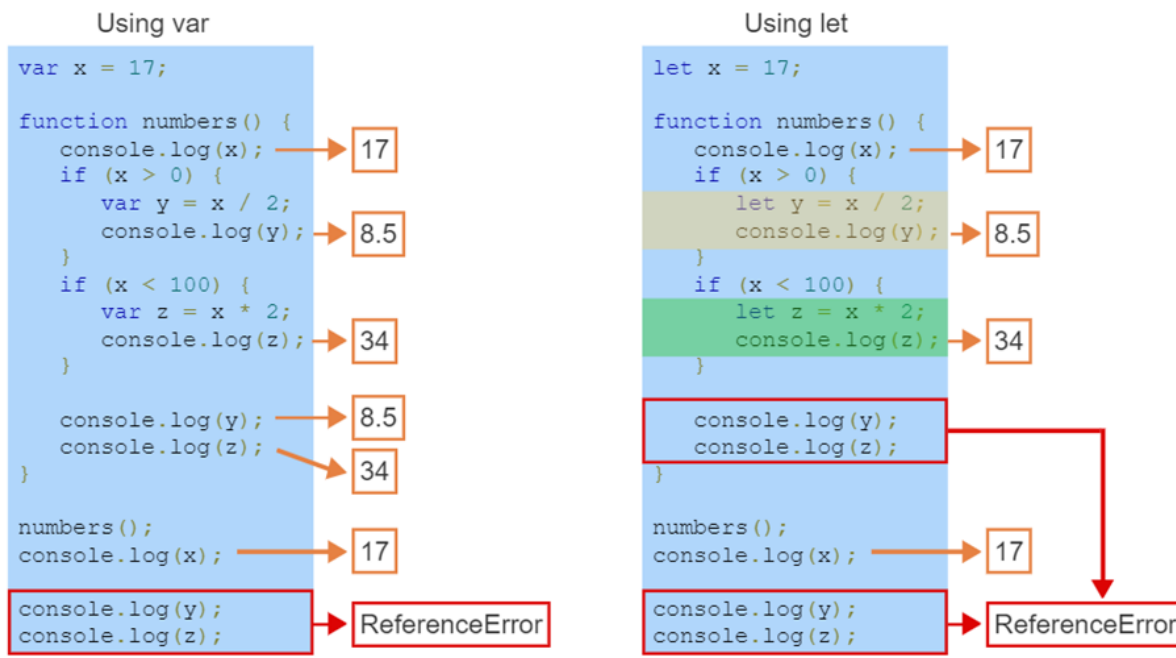 Using var
var x = 17;
function numbers() {
console.log(x);
17
if (x > 0) {
var y = x / 2;
console.log(y);
8.5
}
if (x < 100) {
var z = x * 2;
console.log(z);
34
}
console.log(y);
8.5
console.log(z);
34
}
numbers();
console.log(x);
17
console.log(y);
console.log(z);
ReferenceError
Using let
let x = 17;
function numbers() {
console.log(x);
17
if (x > 0) {
let y = x / 2;
console.log(y);
8.5
}
if (x < 100) {
let z = x * 2;
console.log(z);
34
}
console.log(y);
console.log(z);
}
numbers();
console.log(x);
17
console.log(y);
console.log(z);
ReferenceError